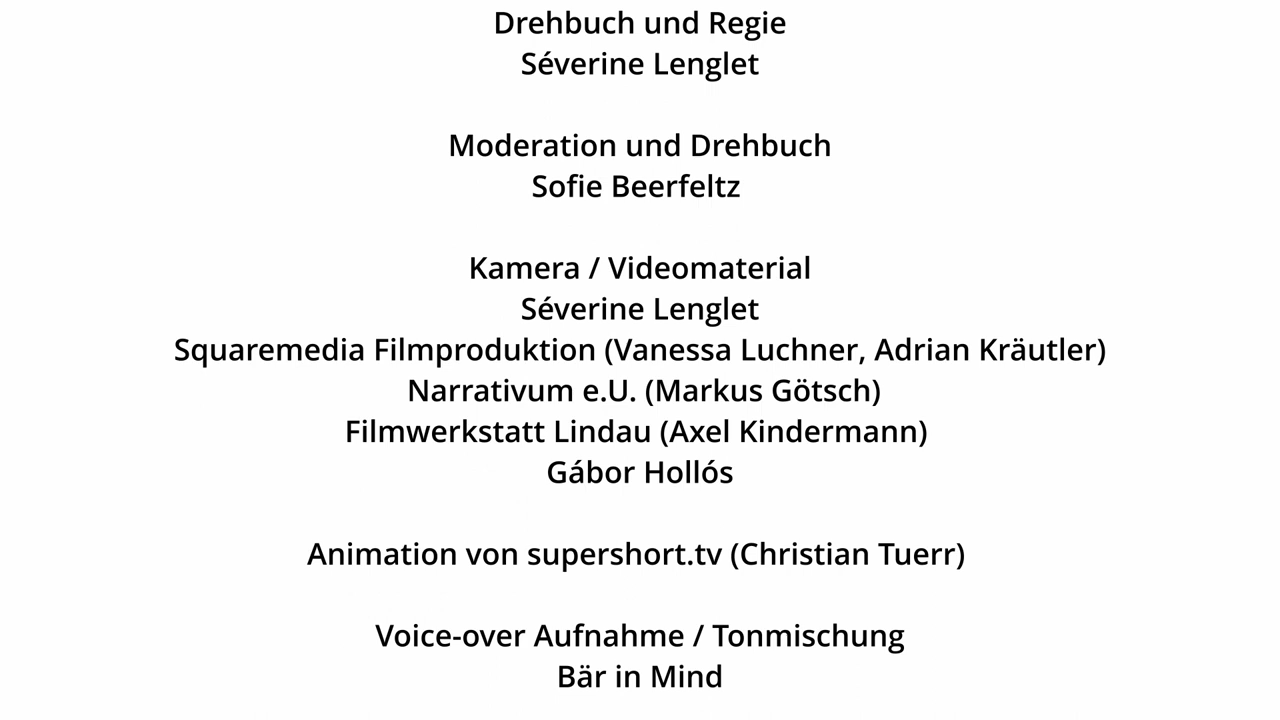 Drehbuch und Regie
Séverine Lenglet
Moderation und Drehbuch
Sofie Beerfeltz
Kamera / Videomaterial
Séverine Lenglet
Squaremedia Filmproduktion (Vanessa Luchner, Adrian Kräutler)
Narrativum e.U. (Markus Götsch)
Filmwerkstatt Lindau (Axel Kindermann)
Gábor Hollós
Animation von supershort.tv (Christian Tuerr)
Voice-over Aufnahme / Tonmischung
Bär in Mind